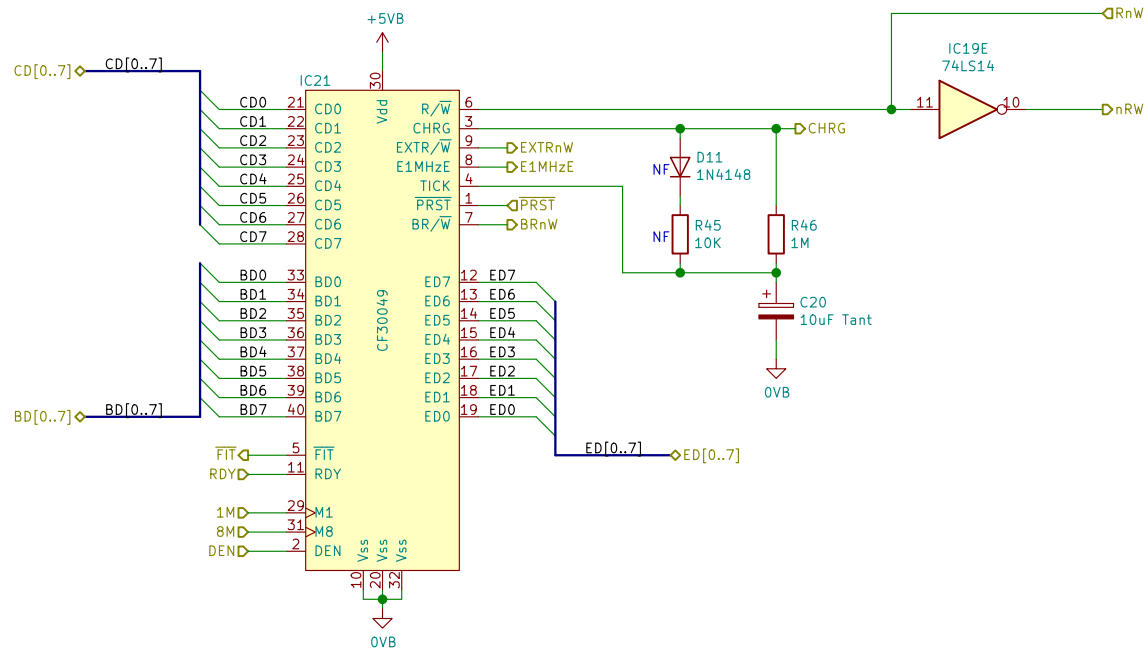 +5VB
RnW
IC19E
74LS14
11
10
nRW
CD[0..7]
CD[0..7]
IC21
30
Vdd
CD0 21 CD0
CD1 22 CD1
CD2 23 CD2
CD3 24 CD3
CD4 25 CD4
CD5 26 CD5
CD6 27 CD6
CD7 28 CD7
R/W 6
CHRG 3
CHRG
EXTR/W 9 EXTRnW
E1MHzE 8 E1MHzE
TICK 4
PRST 1 PRST
BR/W 7 BRnW
NF
D11
1N4148
NF
R45
10K
R46
1M
+
C20
10uF Tant
0VB
BD0 33 BD0
BD1 34 BD1
BD2 35 BD2
BD3 36 BD3
BD4 37 BD4
BD5 38 BD5
BD6 39 BD6
BD7 40 BD7
BD[0..7]
BD[0..7]
CF30049
ED7 12 ED7
ED6 13 ED6
ED5 14 ED5
ED4 15 ED4
ED3 16 ED3
ED2 17 ED2
ED1 18 ED1
ED0 19 ED0
ED[0..7]
ED[0..7]
FIT 5 FIT
RDY 11 RDY
1M 29 M1
8M 31 M8
DEN 2 DEN
Vss Vss Vss
10 20 32
0VB